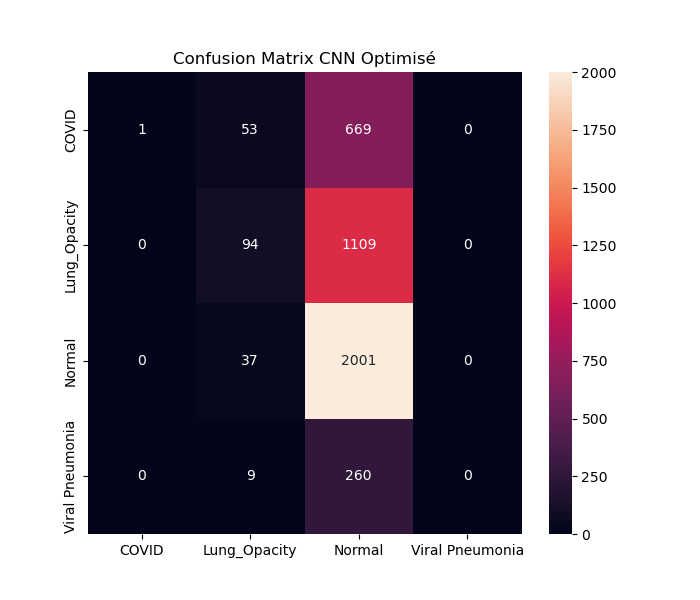 Confusion Matrix CNN Optimisé
COVID
1 53 669 0
Lung_Opacity
0 94 1109 0
Normal
0 37 2001 0
Viral Pneumonia
0 9 260 0
COVID Lung_Opacity Normal Viral Pneumonia
2000
1750
1500
1250
1000
750
500
250
0